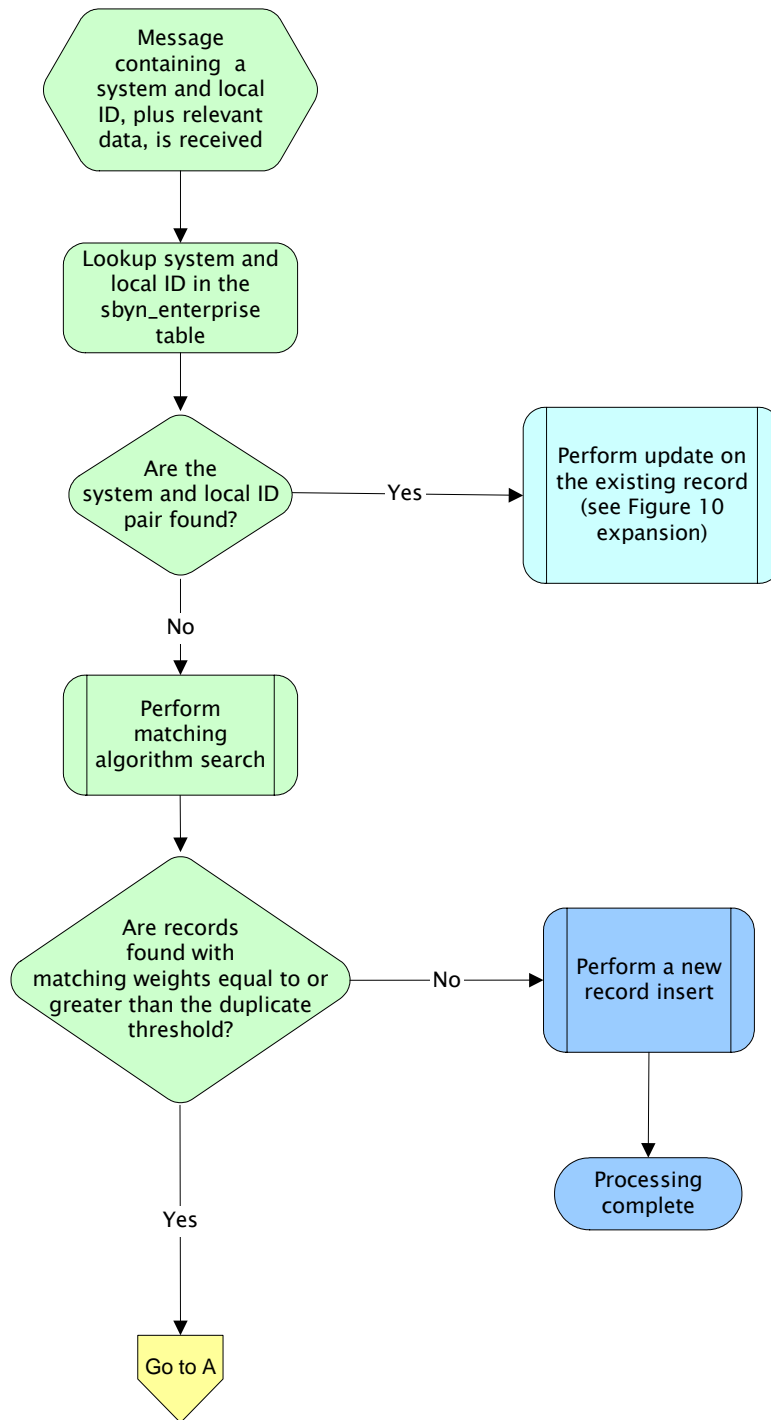 Message
containing a
system and local
ID, plus relevant
data, is received
Lookup system and
local ID in the
sbyn_enterprise
table
Are the
system and local ID
pair found?
Yes
Perform update on
the existing record
(see Figure 10
expansion)
No
Perform
matching
algorithm search
Are records
found with
matching weights equal to or
greater than the duplicate
threshold?
No
Perform a new
record insert
Processing
complete
Yes
Go to A